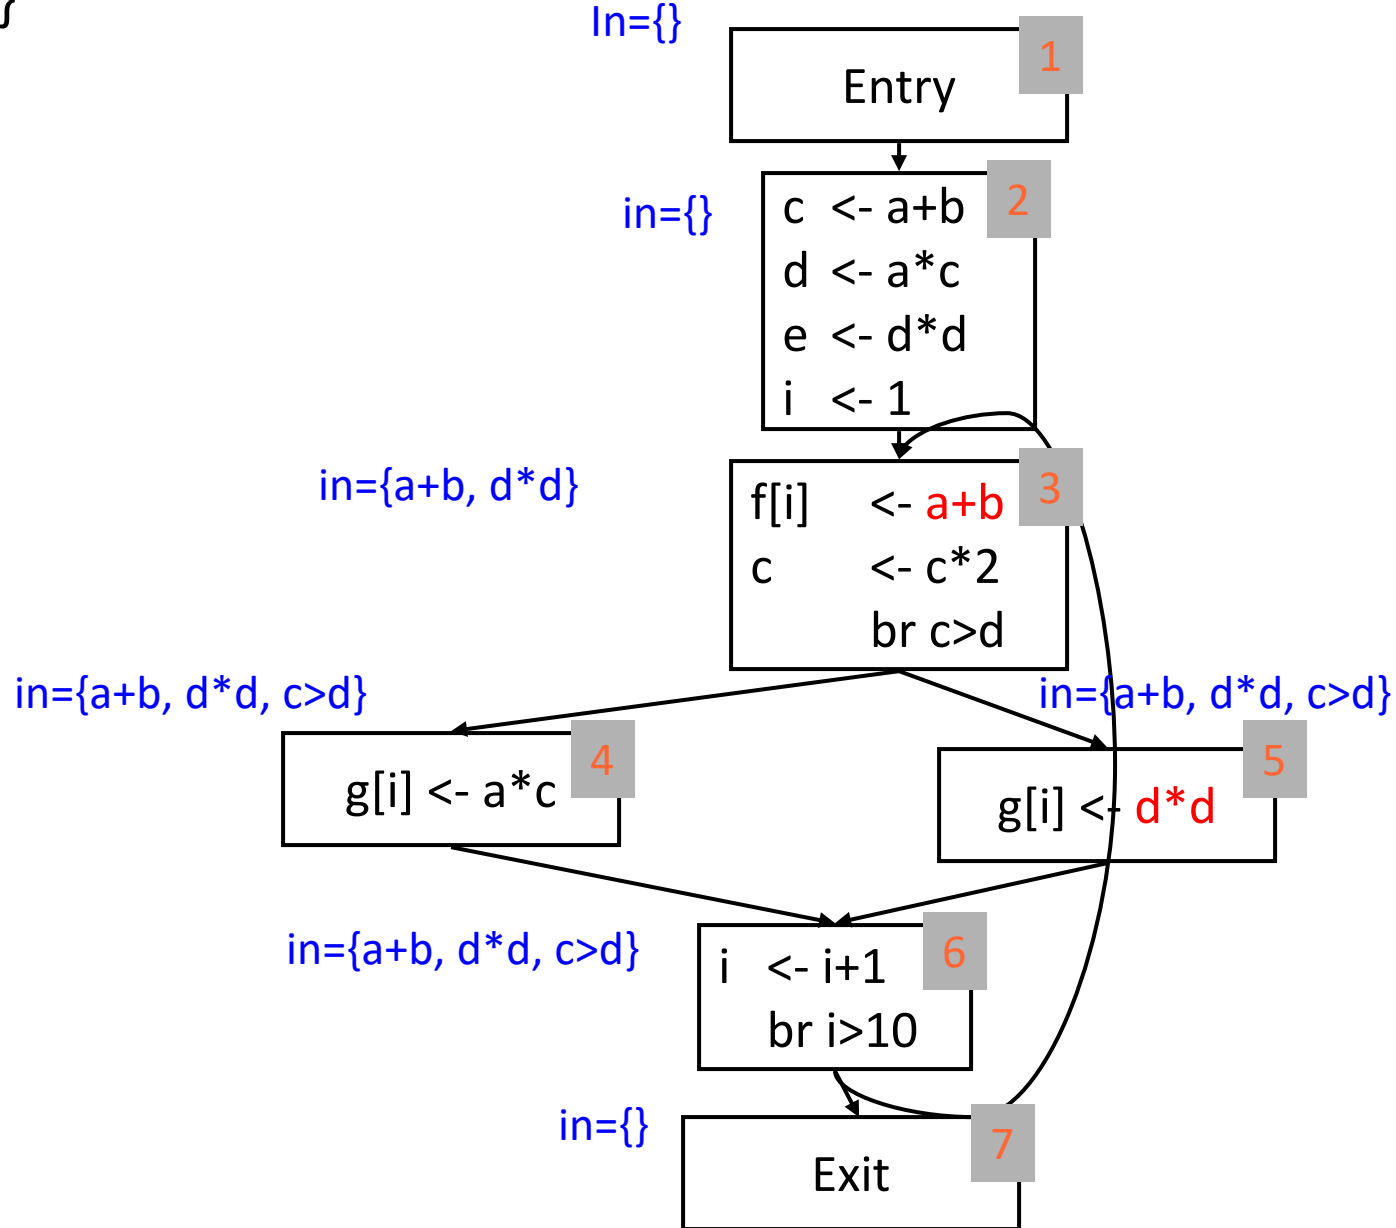 }
In={}
1
Entry
in={}
2
c <- a+b
d <- a*c
e <- d*d
i <- 1
in={a+b, d*d}
3
f[i] <- a+b
c <- c*2
br c>d
in={a+b, d*d, c>d}
in={a+b, d*d, c>d}
4
g[i] <- a*c
5
g[i] <- d*d
in={a+b, d*d, c>d}
6
i <- i+1
br i>10
in={}
7
Exit